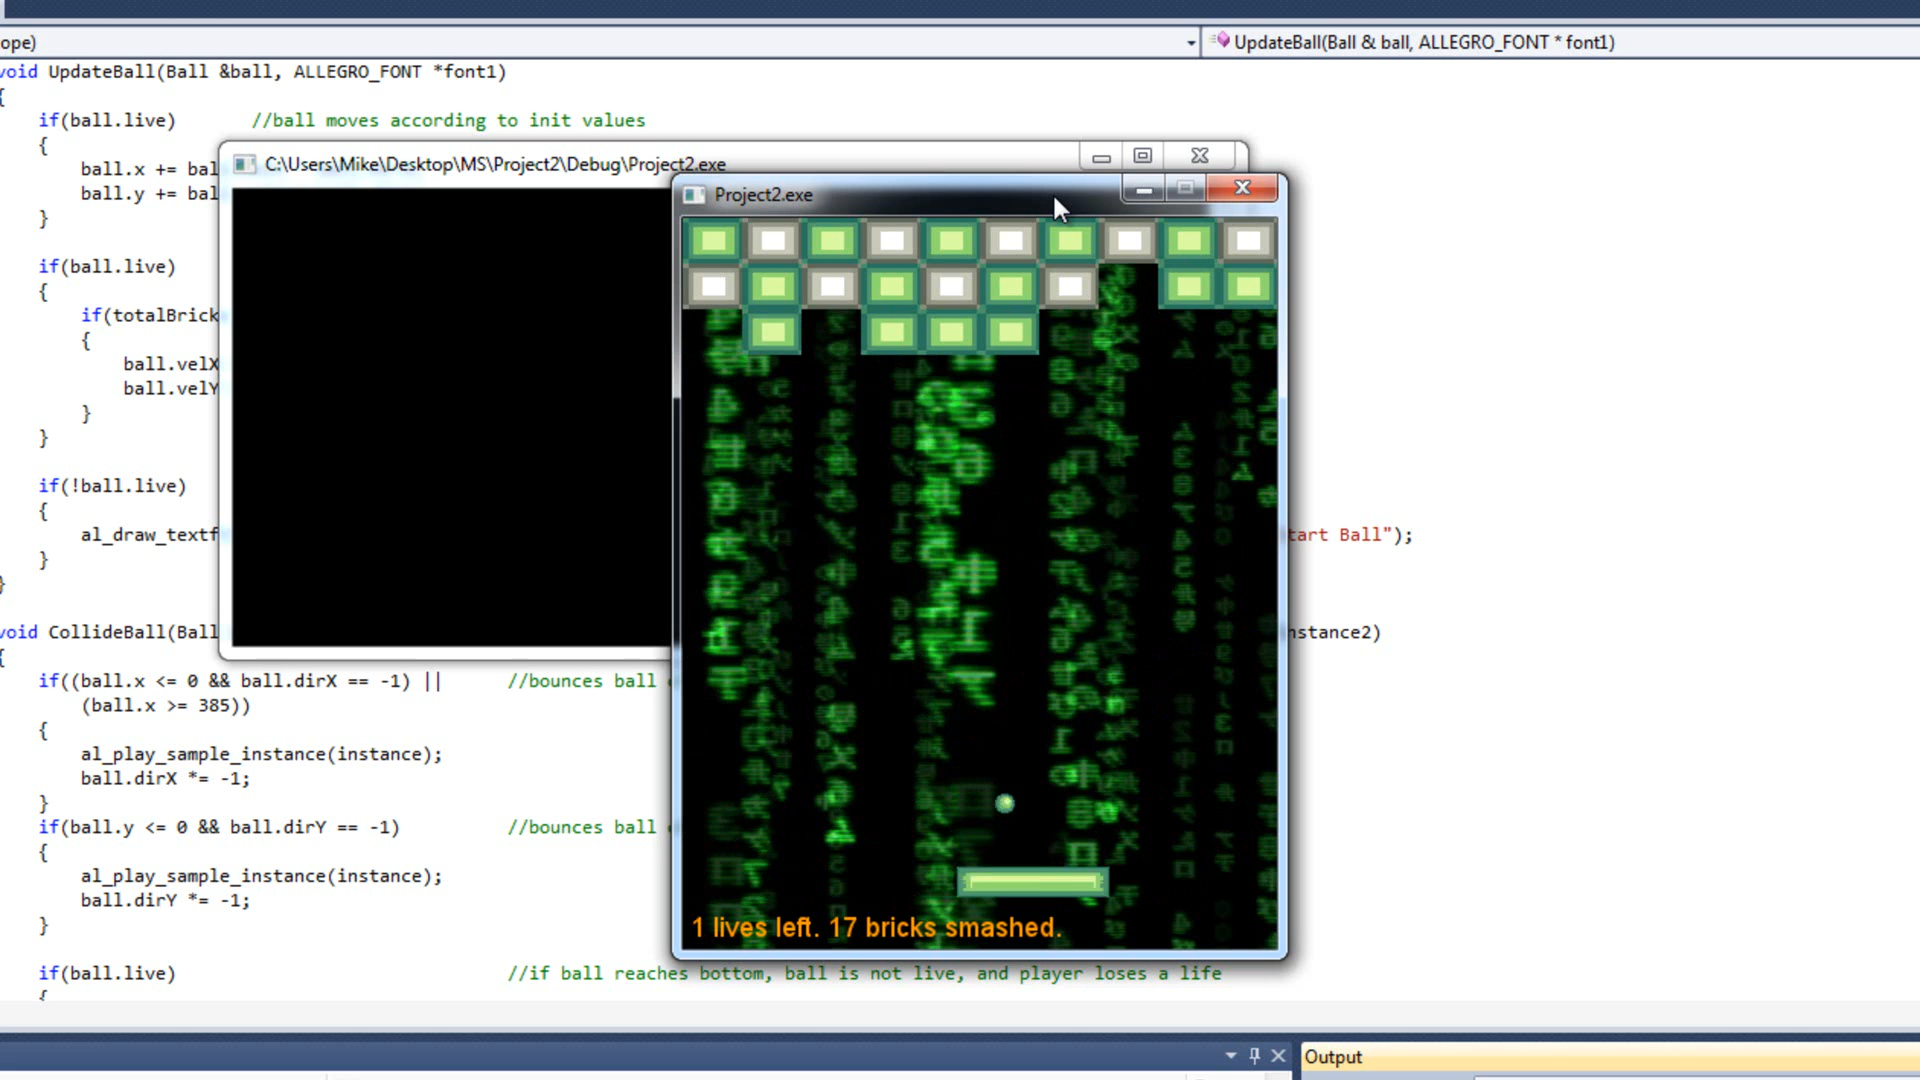 ope)
UpdateBall(Ball & ball, ALLEGRO_FONT * font1)
void UpdateBall(Ball &ball, ALLEGRO_FONT *font1)
{
if(ball.live) //ball moves according to init values
{
ball.x += bal
ball.y += bal
}
if(ball.live)
{
if(totalBrick
{
ball.velX
ball.velY
}
}
if(!ball.live)
{
al_draw_textf
tart Ball");
}
}
void CollideBall(Ball
nstance2)
{
if((ball.x <= 0 && ball.dirX == -1) || //bounces ball
(ball.x >= 385))
{
al_play_sample_instance(instance);
ball.dirX *= -1;
}
if(ball.y <= 0 && ball.dirY == -1) //bounces ball
{
al_play_sample_instance(instance);
ball.dirY *= -1;
}
if(ball.live) //if ball reaches bottom, ball is not live, and player loses a life
{
C:\Users\Mike\Desktop\MS\Project2\Debug\Project2.exe
Project2.exe
1 lives left. 17 bricks smashed.
Output